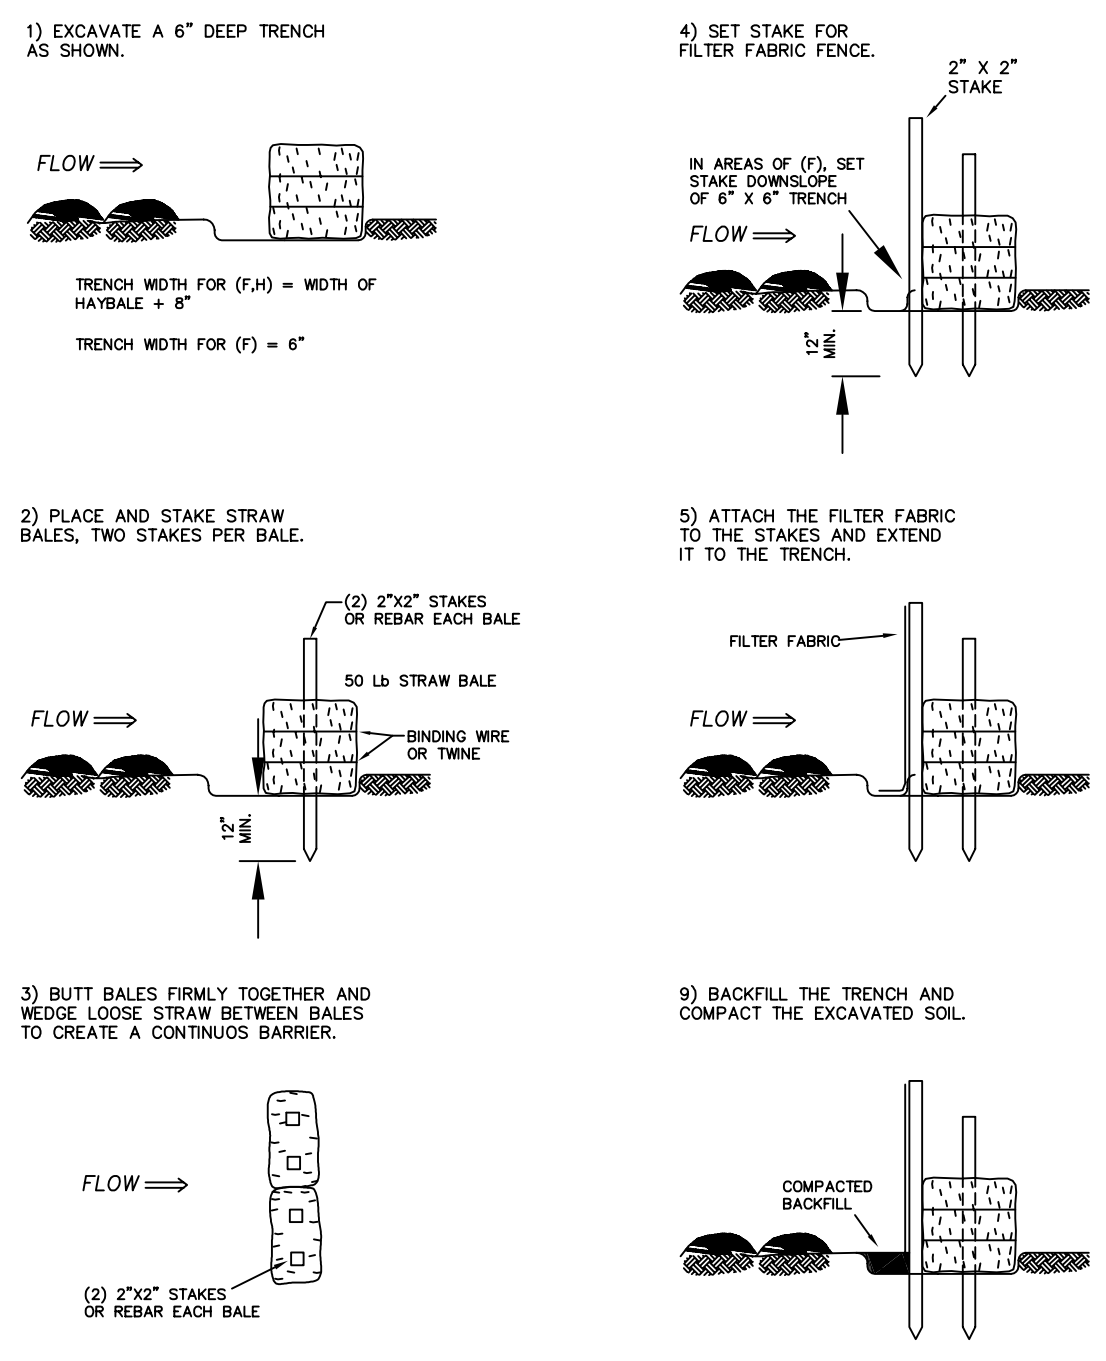 1) EXCAVATE A 6" DEEP TRENCH
AS SHOWN.
FLOW
TRENCH WIDTH FOR (F,H) = WIDTH OF
HAYBALE + 8"
TRENCH WIDTH FOR (F) = 6"
2) PLACE AND STAKE STRAW
BALES, TWO STAKES PER BALE.
(2) 2"X2" STAKES
OR REBAR EACH BALE
50 Lb STRAW BALE
FLOW
BINDING WIRE
OR TWINE
12"
MIN.
3) BUTT BALES FIRMLY TOGETHER AND
WEDGE LOOSE STRAW BETWEEN BALES
TO CREATE A CONTINUOS BARRIER.
FLOW
(2) 2"X2" STAKES
OR REBAR EACH BALE
4) SET STAKE FOR
FILTER FABRIC FENCE.
2" X 2"
STAKE
IN AREAS OF (F), SET
STAKE DOWNSLOPE
OF 6" X 6" TRENCH
FLOW
12"
MIN.
5) ATTACH THE FILTER FABRIC
TO THE STAKES AND EXTEND
IT TO THE TRENCH.
FILTER FABRIC
FLOW
9) BACKFILL THE TRENCH AND
COMPACT THE EXCAVATED SOIL.
COMPACTED
BACKFILL